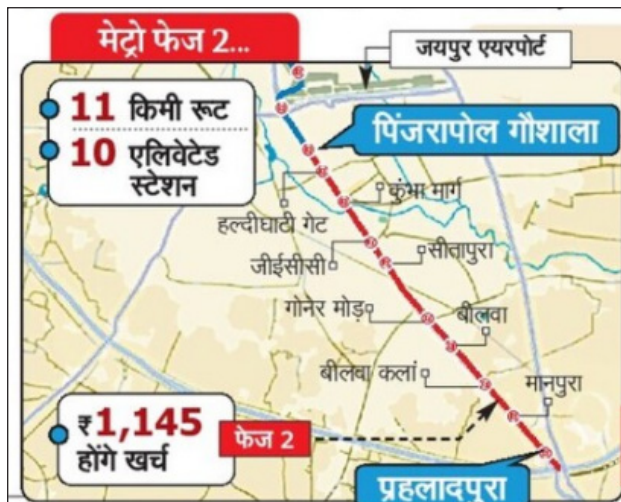 मेट्रो फेज 2...
जयपुर एयरपोर्ट
11 किमी रूट
10 एलिवेटेड
स्टेशन
पिंजरापोल गौशाला
हल्दीघाटी गेट
कुंभा मार्ग
जीईसीसी
सीतापुरा
गोनेर मोड़
बीलवा
बीलवा कलां
मानपुरा
₹1,145
होंगे खर्च
फेज 2
प्रहलादपुरा